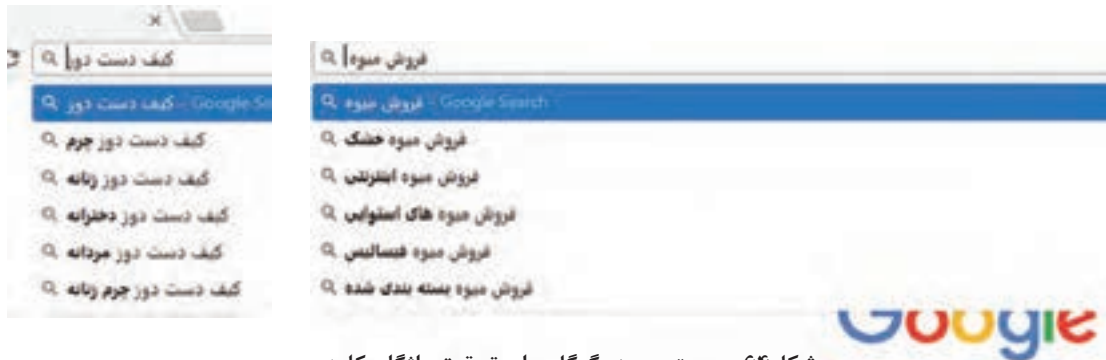 فروش میوه
فروش میوه - Google Search
فروش میوه خشک
فروش میوه اینترنتی
فروش میوه های استوایی
فروش میوه فیسالیس
فروش میوه بسته بندی شده
Google
کیف دست دوز
کیف دست دوز - Google Se
کیف دست دوز چرم
کیف دست دوز زنانه
کیف دست دوز دخترانه
کیف دست دوز مردانه
کیف دست دوز چرم زنانه